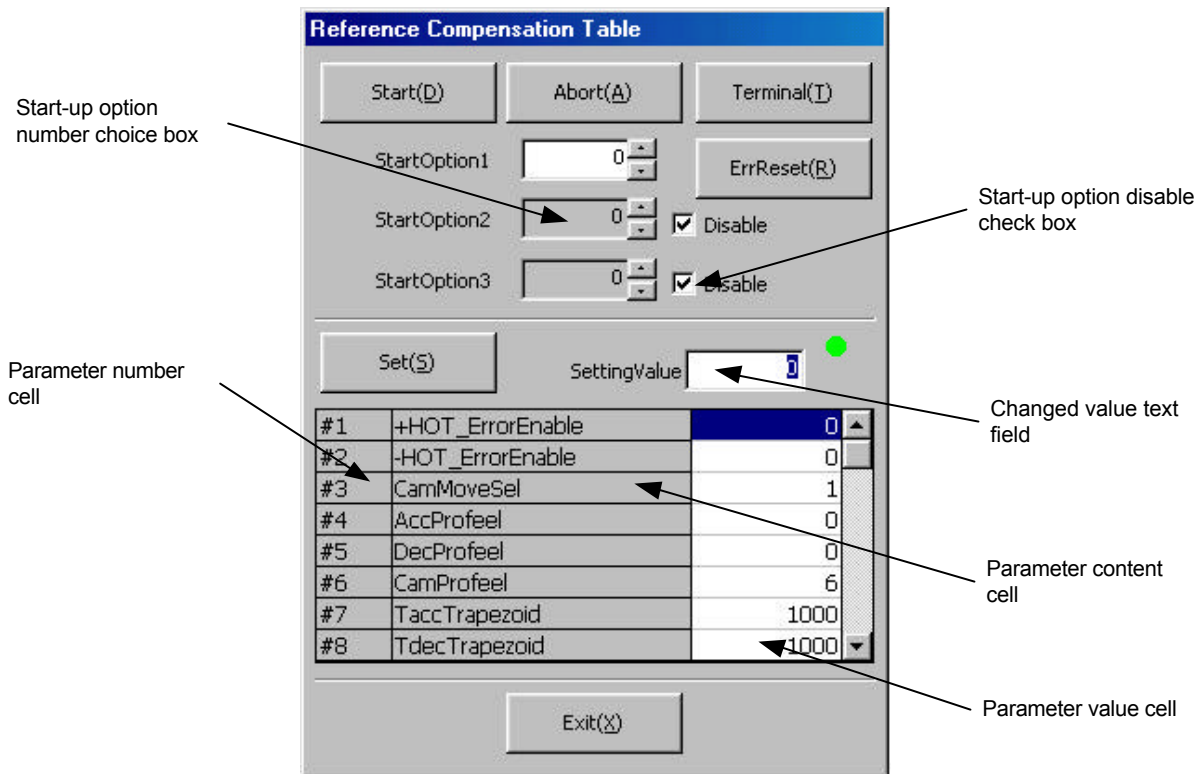 Reference Compensation Table
Start(D)
Abort(A)
Terminal(T)
Start-up option
number choice box
StartOption1
0
ErrReset(R)
StartOption2
0
Disable
Start-up option disable
check box
StartOption3
0
Disable
Set(S)
SettingValue
0
Parameter number
cell
Changed value text
field
#1 +HOT_ErrorEnable 0
#2 -HOT_ErrorEnable 0
#3 CamMoveSel 1
#4 AccProfeel 0
#5 DecProfeel 0
#6 CamProfeel 6
#7 TaccTrapezoid 1000
#8 TdecTrapezoid 1000
Parameter content
cell
Parameter value cell
Exit(X)